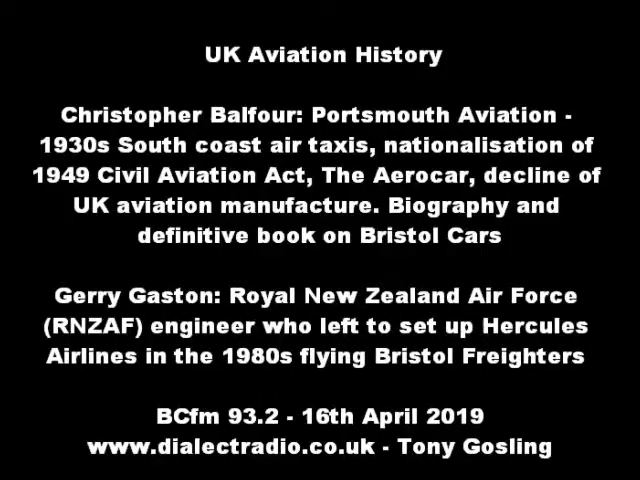 UK Aviation History
Christopher Balfour: Portsmouth Aviation -
1930s South coast air taxis, nationalisation of
1949 Civil Aviation Act, The Aerocar, decline of
UK aviation manufacture. Biography and
definitive book on Bristol Cars
Gerry Gaston: Royal New Zealand Air Force
(RNZAF) engineer who left to set up Hercules
Airlines in the 1980s flying Bristol Freighters
BCfm 93.2 - 16th April 2019
www.dialectradio.co.uk - Tony Gosling